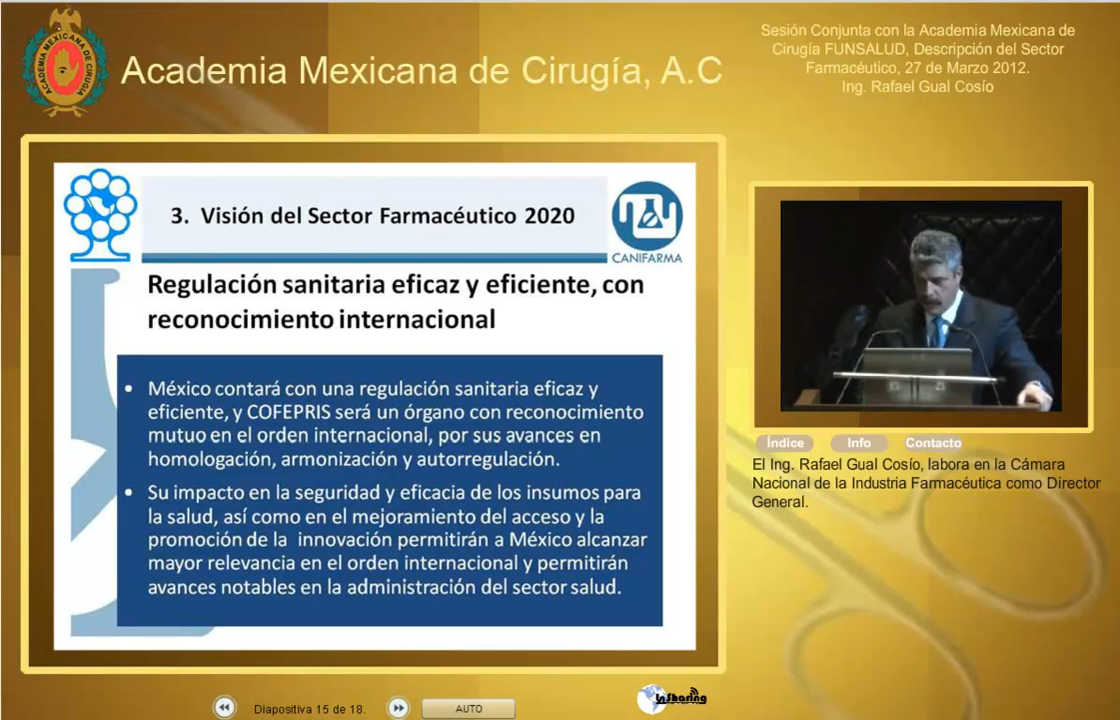 ACADEMIA MEXICANA DE CIRUGIA
Academia Mexicana de Cirugía, A.C
Sesión Conjunta con la Academia Mexicana de
Cirugía FUNSALUD, Descripción del Sector
Farmacéutico, 27 de Marzo 2012.
Ing. Rafael Gual Cosío
3. Visión del Sector Farmacéutico 2020
CANIFARMA
Regulación sanitaria eficaz y eficiente, con
reconocimiento internacional
• México contará con una regulación sanitaria eficaz y
eficiente, y COFEPRIS será un órgano con reconocimiento
mutuo en el orden internacional, por sus avances en
homologación, armonización y autorregulación.
• Su impacto en la seguridad y eficacia de los insumos para
la salud, así como en el mejoramiento del acceso y la
promoción de la innovación permitirán a México alcanzar
mayor relevancia en el orden internacional y permitirán
avances notables en la administración del sector salud.
Índice Info Contacto
El Ing. Rafael Gual Cosío, labora en la Cámara
Nacional de la Industria Farmacéutica como Director
General.
Diapositiva 15 de 18.
AUTO
InSharing